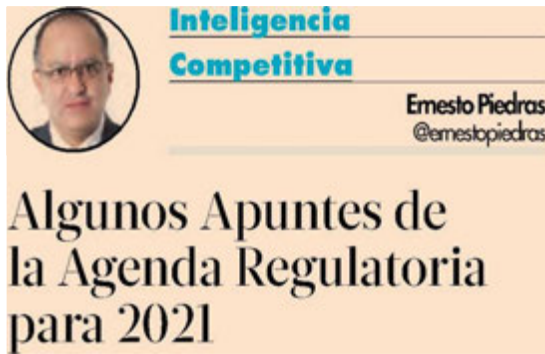 Inteligencia
Competitiva
Ernesto Piedras
@ernestopiedras
Algunos Apuntes de
la Agenda Regulatoria
para 2021